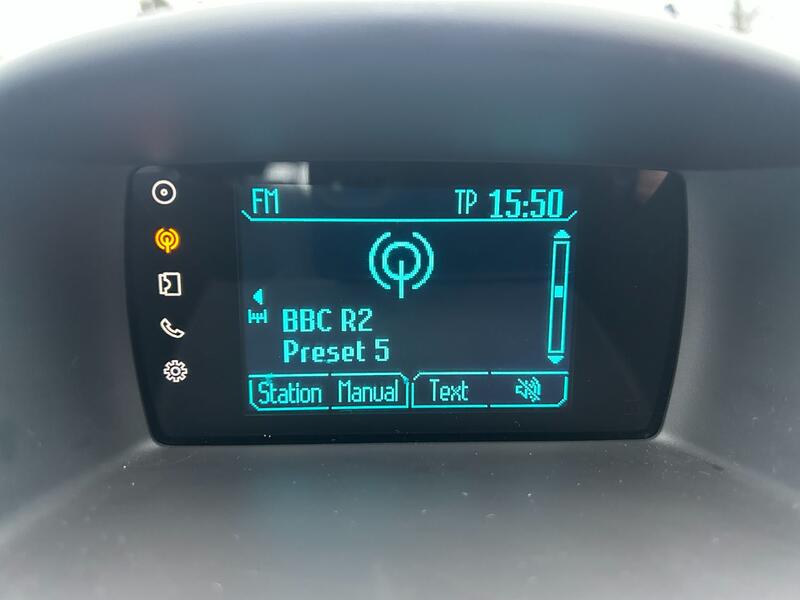 FM TP 15:50
BBC R2
Preset 5
Station Manual Text